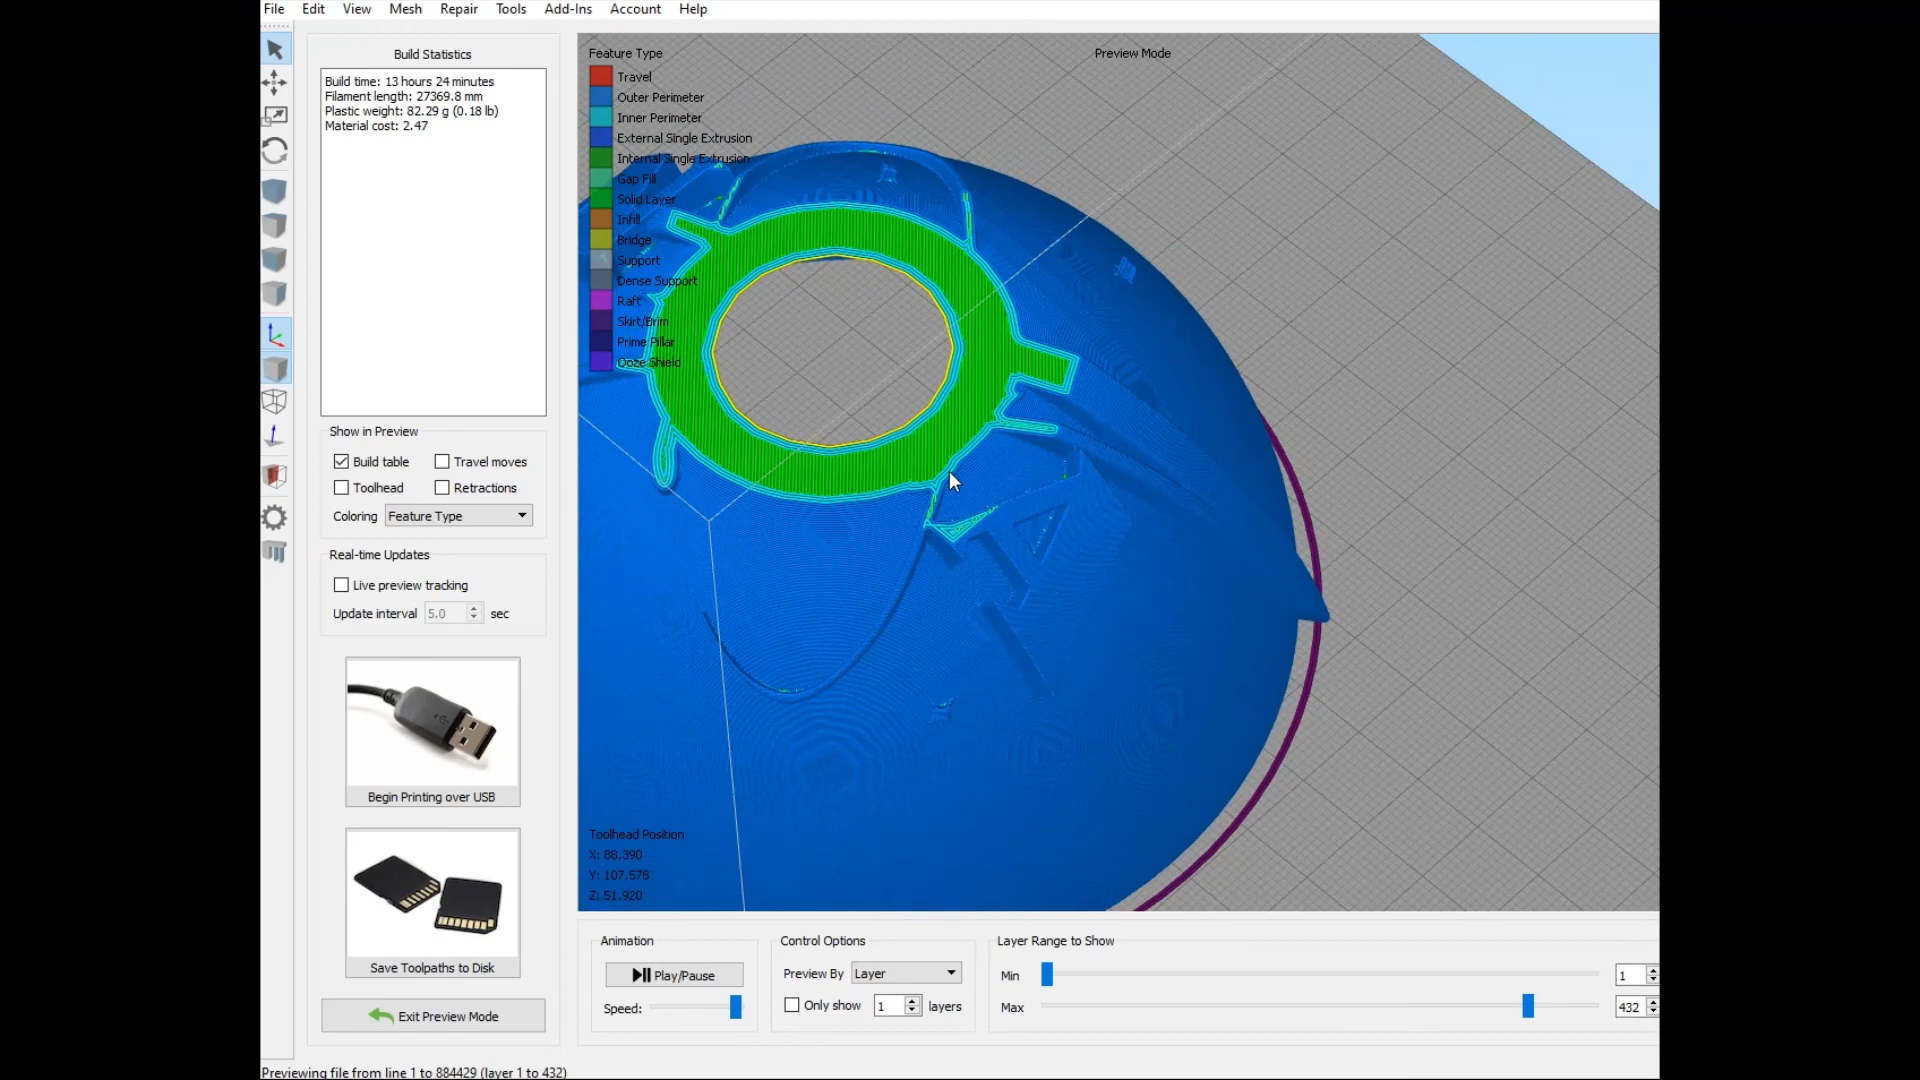 File Edit View Mesh Repair Tools Add-Ins Account Help
Build Statistics
Build time: 13 hours 24 minutes
Filament length: 27369.8 mm
Plastic weight: 82.29 g (0.18 lb)
Material cost: 2.47
Show in Preview
Build table Travel moves
Toolhead Retractions
Coloring Feature Type
Real-time Updates
Live preview tracking
Update interval 5.0 sec
Begin Printing over USB
Save Toolpaths to Disk
Exit Preview Mode
Feature Type
Travel
Outer Perimeter
Inner Perimeter
External Single Extrusion
Internal Single Extrusion
Gap Fill
Solid Layer
Infill
Bridge
Support
Dense Support
Raft
Skirt/Brim
Prime Pillar
Ooze Shield
Preview Mode
Toolhead Position
X: 88.390
Y: 107.578
Z: 51.920
Animation
Play/Pause
Speed:
Control Options
Preview By Layer
Only show 1 layers
Layer Range to Show
Min 1
Max 432
Previewing file from line 1 to 884429 (layer 1 to 432)